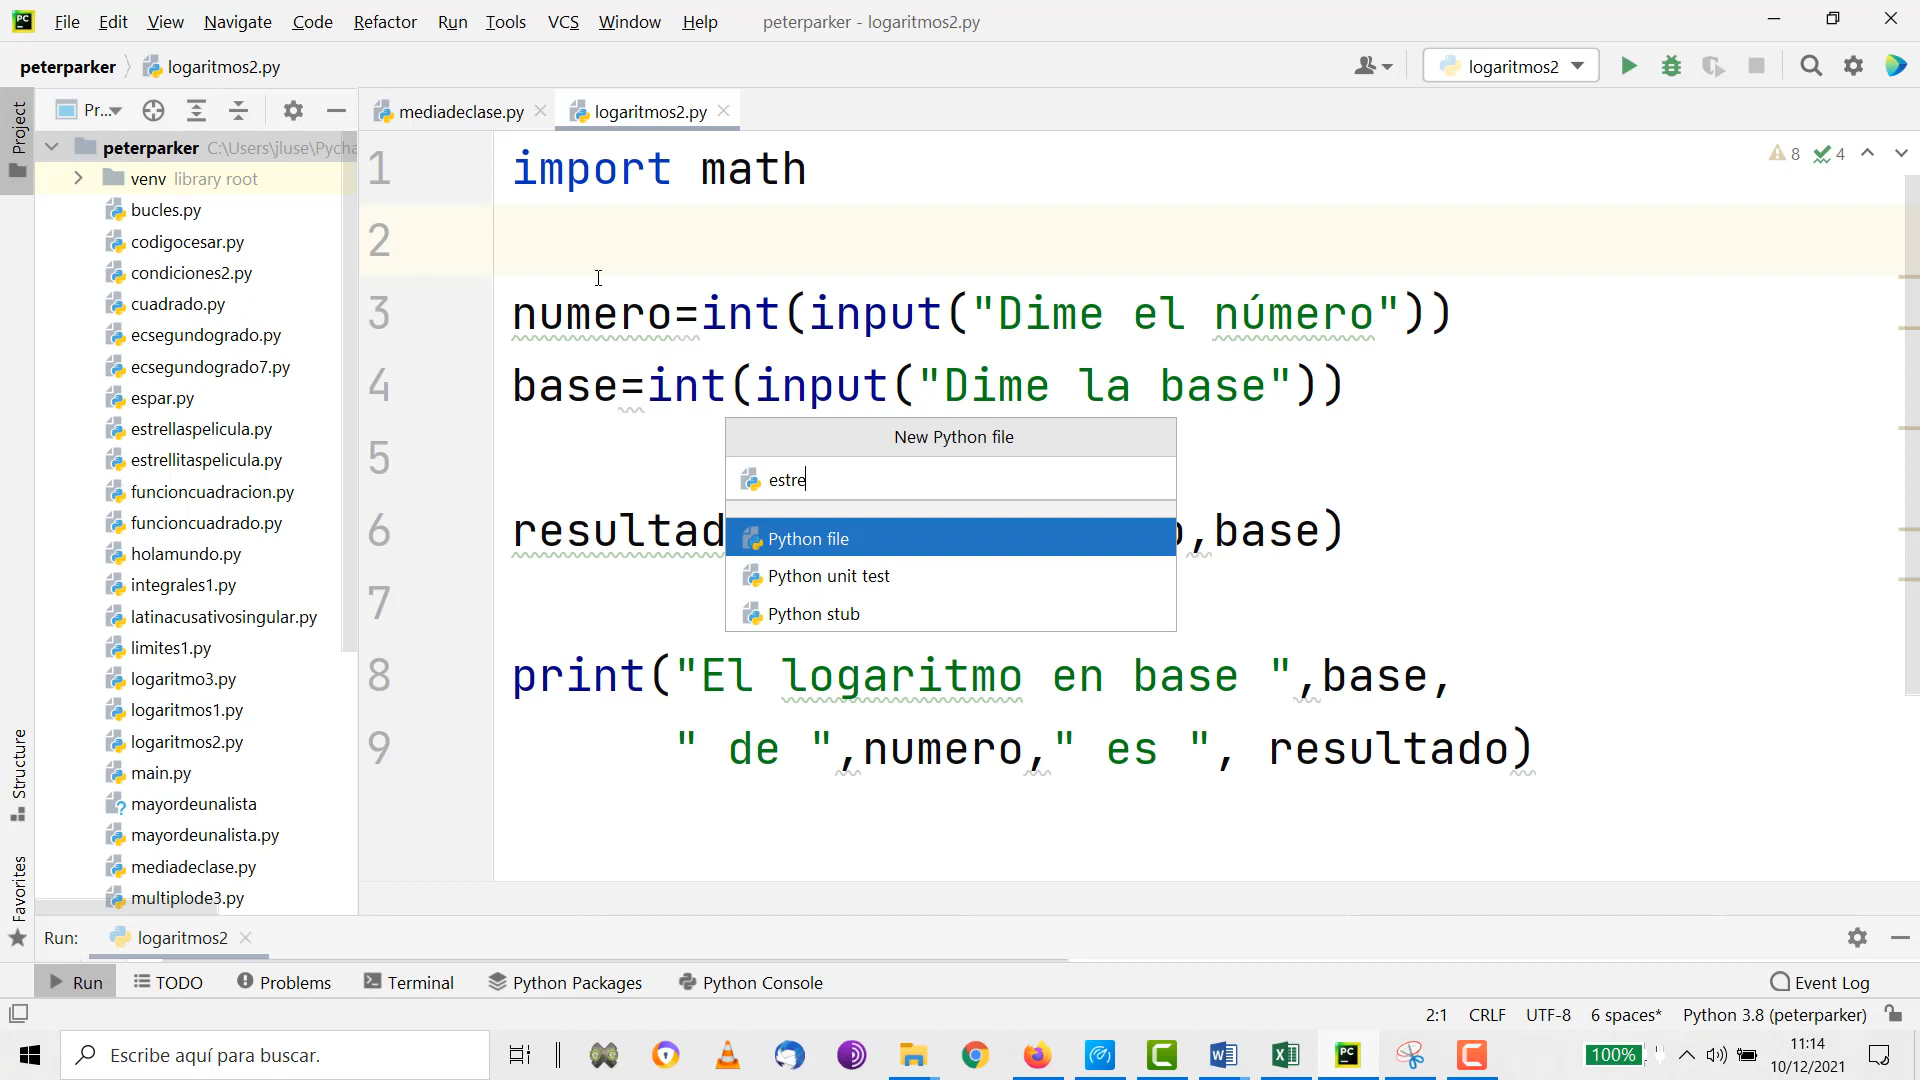 File Edit View Navigate Code Refactor Run Tools VCS Window Help peterparker - logaritmos2.py
peterparker logaritmos2.py logaritmos2
Project
Pr... mediadeclase.py logaritmos2.py
peterparker C:\Users\jluse\Pycha
venv library root
bucles.py
codigocesar.py
condiciones2.py
cuadrado.py
ecsegundogrado.py
ecsegundogrado7.py
espar.py
estrellaspelicula.py
estrellitaspelicula.py
funcioncuadracion.py
funcioncuadrado.py
holamundo.py
integrales1.py
latinacusativosingular.py
limites1.py
logaritmo3.py
logaritmos1.py
logaritmos2.py
main.py
mayordeunalista
mayordeunalista.py
mediadeclase.py
multiplode3.py
Structure
Favorites
8 4
1 import math
2
3 numero=int(input("Dime el número"))
4 base=int(input("Dime la base"))
5
6 resultad ,base)
7
8 print("El logaritmo en base ",base,
9 " de ",numero," es ", resultado)
New Python file
estre
Python file
Python unit test
Python stub
Run: logaritmos2
Run TODO Problems Terminal Python Packages Python Console Event Log
2:1 CRLF UTF-8 6 spaces* Python 3.8 (peterparker)
Escribe aquí para buscar. PC 100% 11:14
10/12/2021